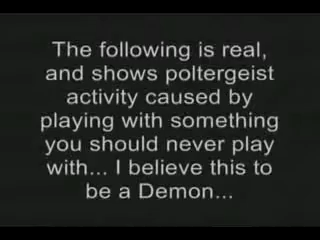 The following is real,
and shows poltergeist
activity caused by
playing with something
you should never play
with... I believe this to
be a Demon...